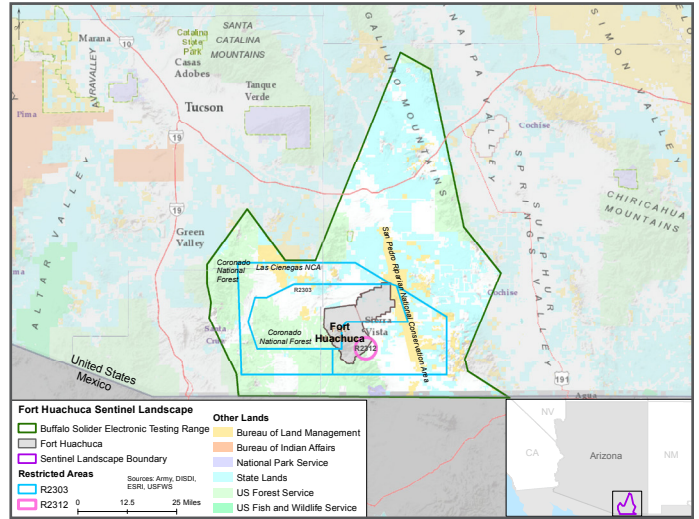 Marana
10
Catalina
State
Park
SANTA
CATALINA
MOUNTAINS
Casas
Adobes
AVRAVALLEY
Tanque
Verde
Tucson
Pima
19
GALIURO MOUNTAINS
ARAVAIPA VALLEY
SAN SIMON VALLEY
Cochise
SULPHUR
SPRINGS VALLEY
CHIRICAHUA
MOUNTAINS
ALTAR VALLEY
Green
Valley
19
Coronado
National
Forest
Las Cienegas NCA
R2303
San Pedro Riparian National Conservation Area
Cochise
Santa
Cruz
Coronado
National Forest
Fort
Huachuca
Sierra
Vista
R2312
United States
Mexico
191
Fort Huachuca Sentinel Landscape
Buffalo Solider Electronic Testing Range
Fort Huachuca
Sentinel Landscape Boundary
Restricted Areas
R2303
R2312
Sources: Army, DISDI,
ESRI, USFWS
0 12.5 25 Miles
Other Lands
Bureau of Land Management
Bureau of Indian Affairs
National Park Service
State Lands
US Forest Service
US Fish and Wildlife Service
NV
CA
Arizona
NM